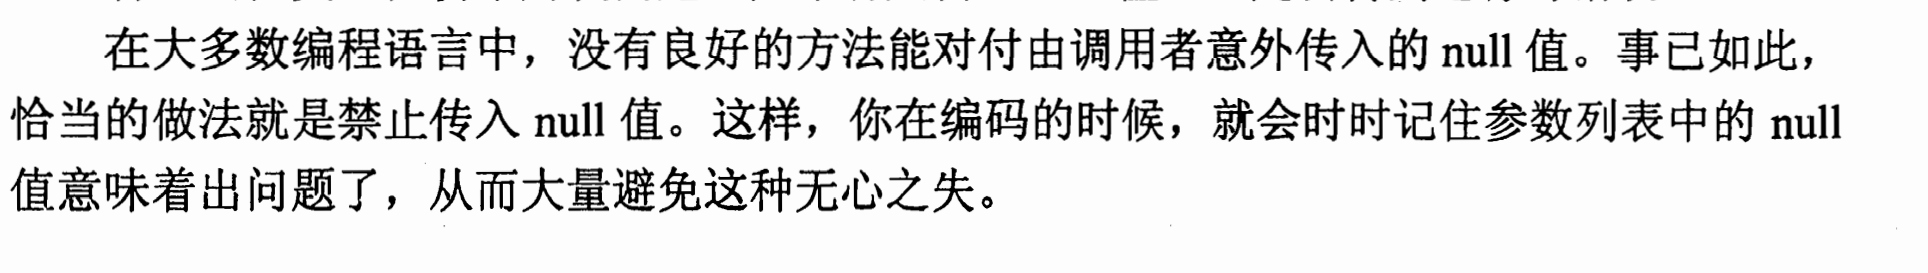 在大多数编程语言中，没有良好的方法能对付由调用者意外传入的 null 值。事已如此，
恰当的做法就是禁止传入 null 值。这样，你在编码的时候，就会时时记住参数列表中的 null
值意味着出问题了，从而大量避免这种无心之失。